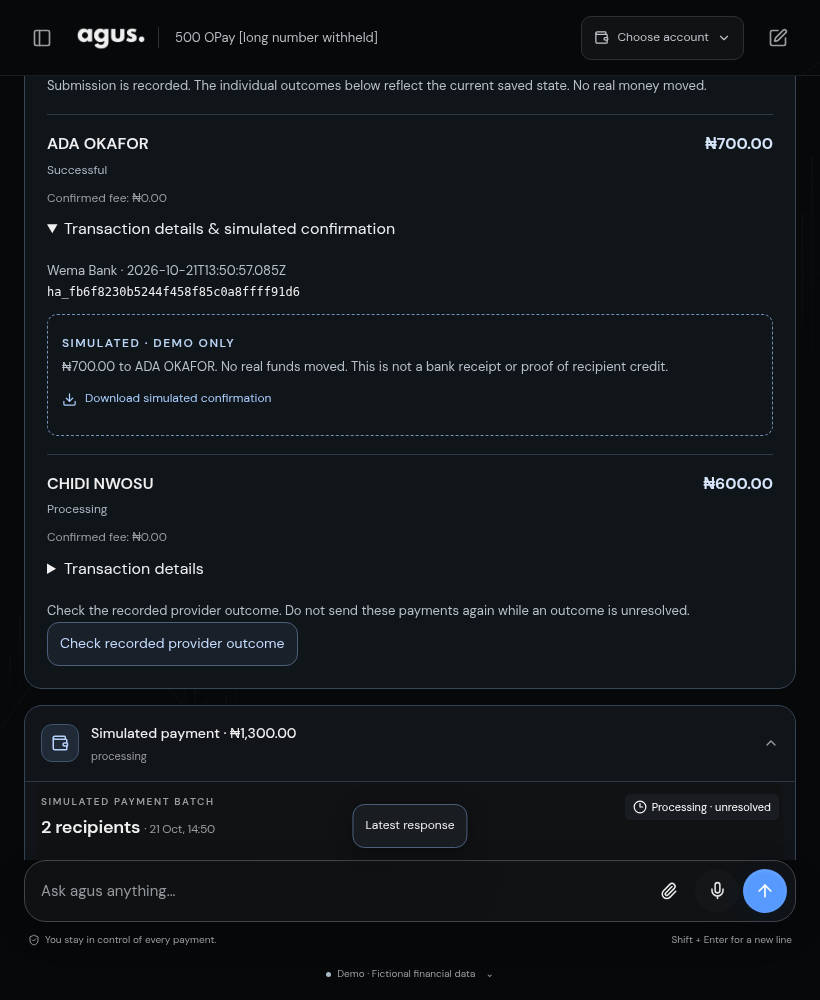 agus.
500 OPay [long number withheld]
Choose account
Submission is recorded. The individual outcomes below reflect the current saved state. No real money moved.
ADA OKAFOR
₦700.00
Successful
Confirmed fee: ₦0.00
Transaction details & simulated confirmation
Wema Bank · 2026-10-21T13:50:57.085Z
ha_fb6f8230b5244f458f85c0a8ffff91d6
SIMULATED · DEMO ONLY
₦700.00 to ADA OKAFOR. No real funds moved. This is not a bank receipt or proof of recipient credit.
Download simulated confirmation
CHIDI NWOSU
₦600.00
Processing
Confirmed fee: ₦0.00
Transaction details
Check the recorded provider outcome. Do not send these payments again while an outcome is unresolved.
Check recorded provider outcome
Simulated payment · ₦1,300.00
processing
SIMULATED PAYMENT BATCH
Processing · unresolved
2 recipients · 21 Oct, 14:50
Latest response
Ask agus anything...
You stay in control of every payment.
Shift + Enter for a new line
Demo · Fictional financial data